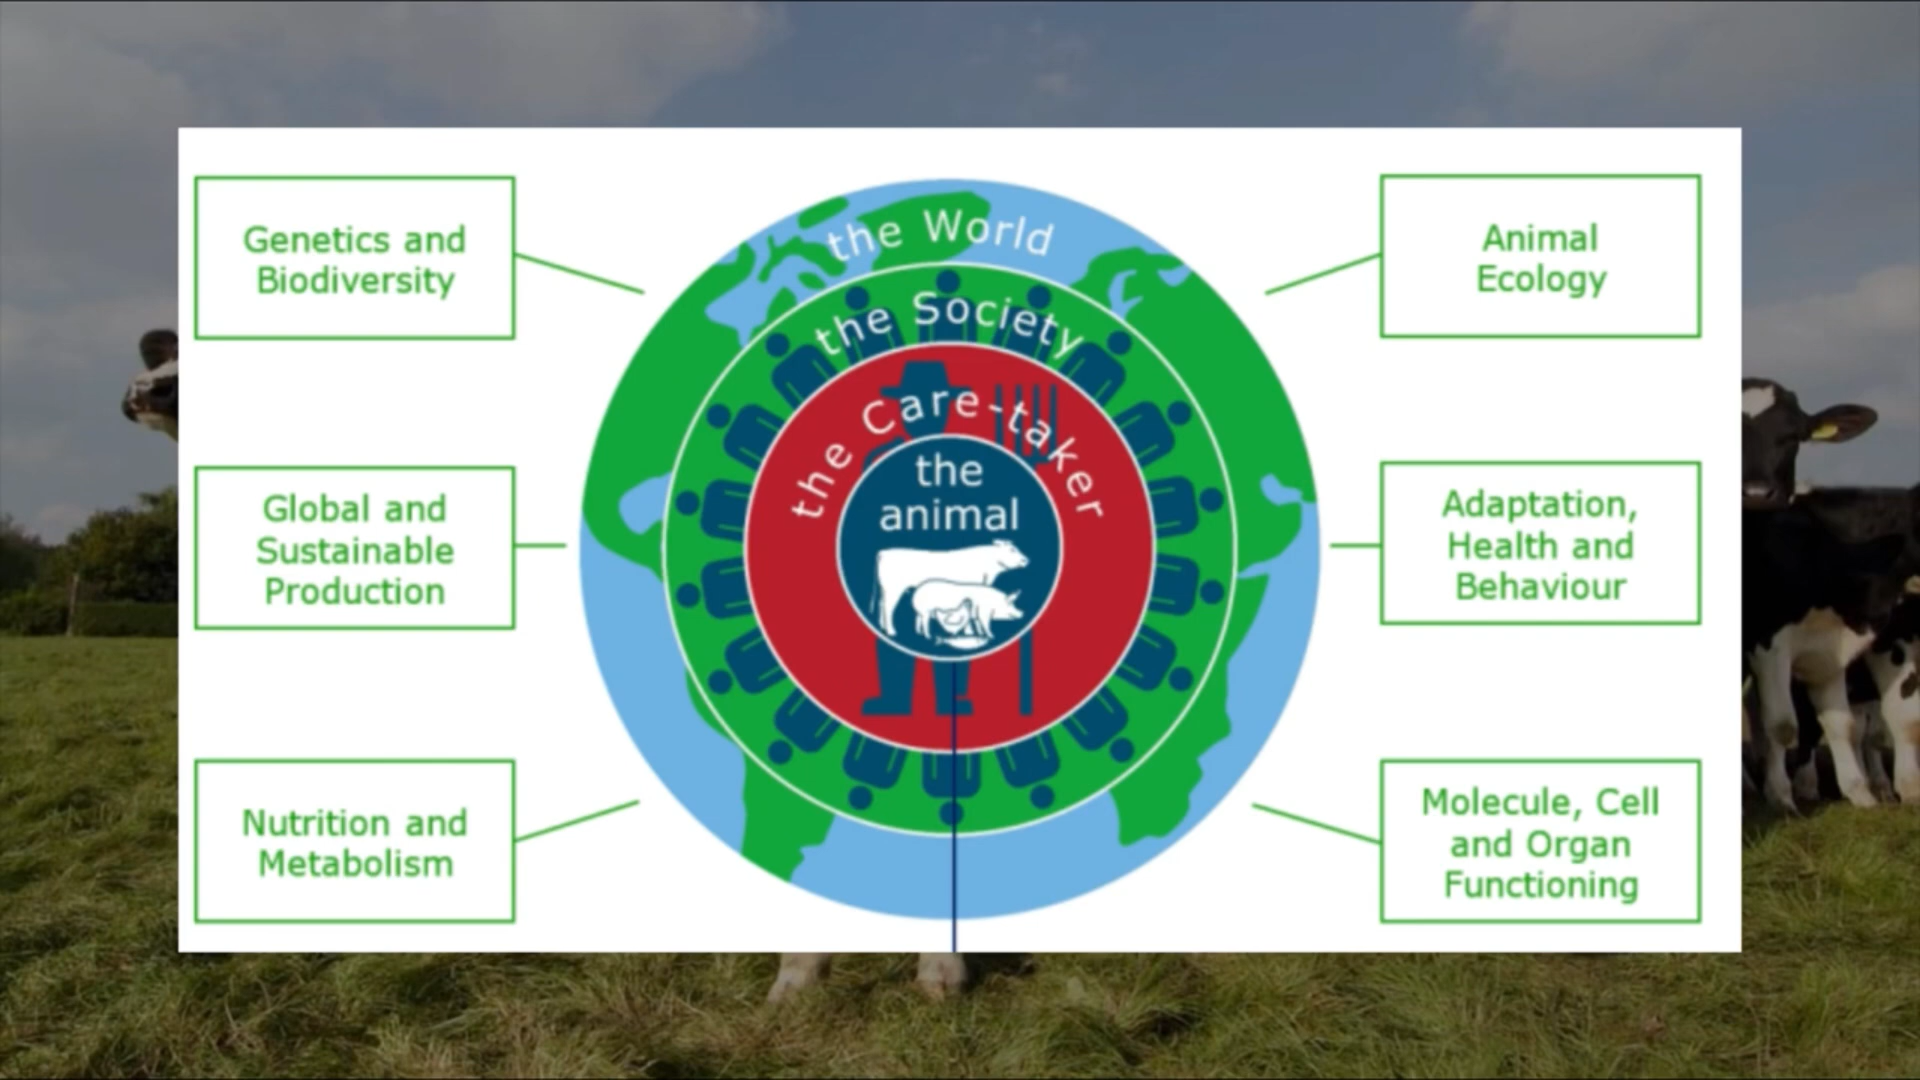 Genetics and
Biodiversity
Global and
Sustainable
Production
Nutrition and
Metabolism
the World
the Society
the Care-taker
the
animal
Animal
Ecology
Adaptation,
Health and
Behaviour
Molecule, Cell
and Organ
Functioning